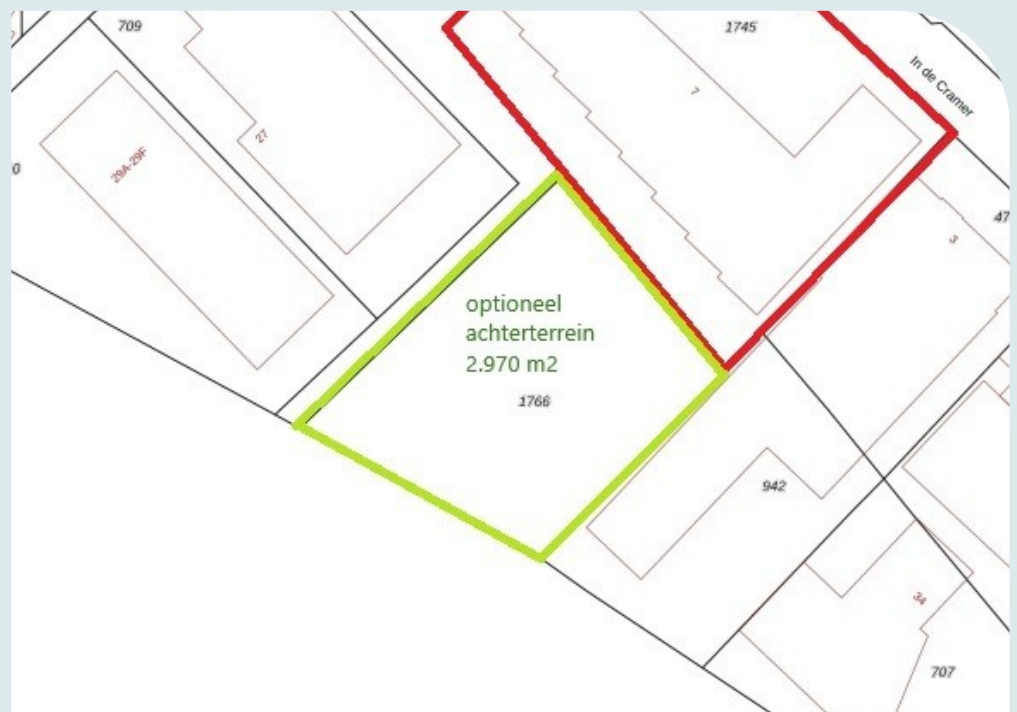 709
1745
In de Cramer
7
27
29A-29F
0
47
3
optioneel
achterterrein
2.970 m2
1766
942
34
707